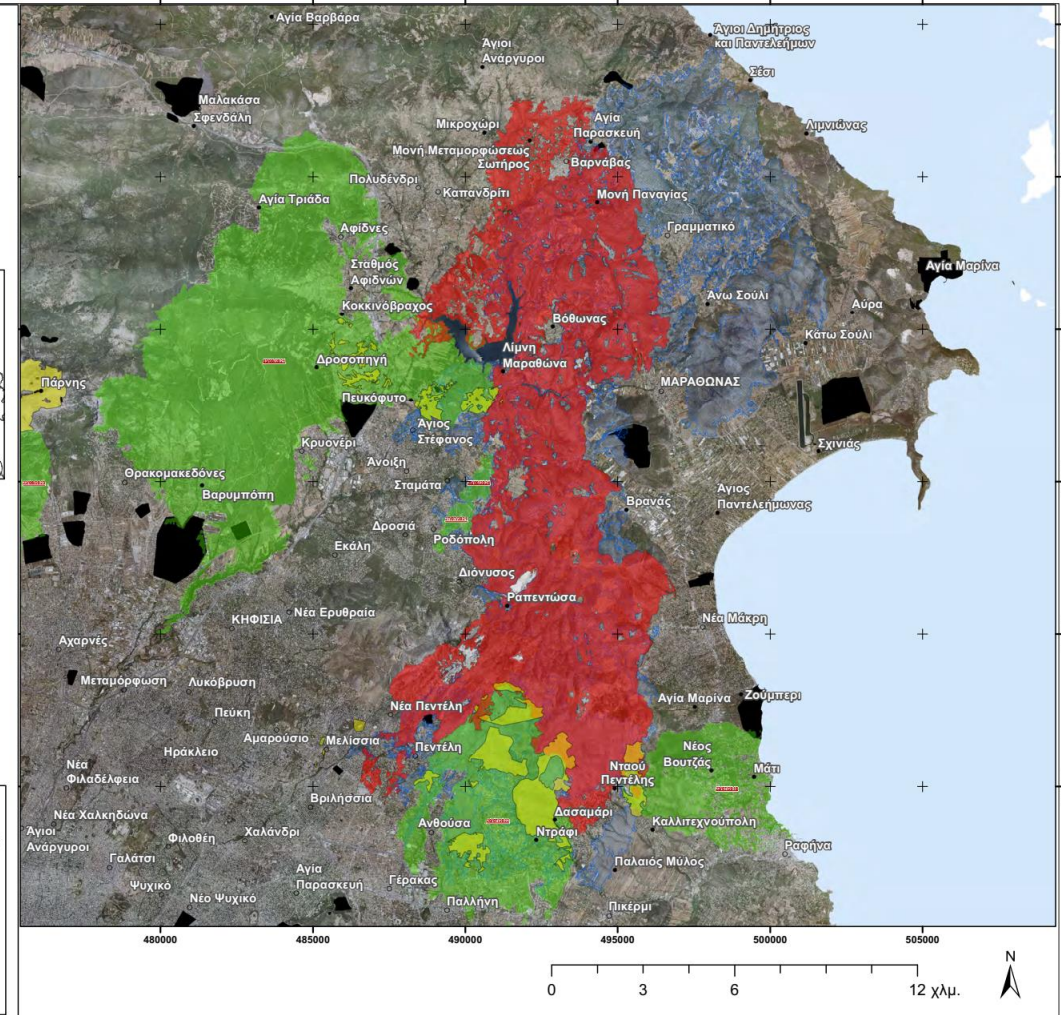 Αγία Βαρβάρα
Άγιοι Δημήτριος
και Παντελεήμων
Άγιοι
Ανάργυροι
Σέσι
Μαλακάσα
Σφενδάλη
Μικροχώρι
Αγία
Παρασκευή
Λιμνιώνας
Μονή Μεταμορφώσεως
Σωτήρος
Βαρνάβας
Πολυδένδρι
Καπανδρίτι
Μονή Παναγίας
Αγία Τριάδα
Αφίδνες
Γραμματικό
Σταθμός
Αφιδνών
Αγία Μαρίνα
Άνω Σούλι
Αύρα
Κοκκινόβραχος
Βόθωνας
Κάτω Σούλι
Λίμνη
Μαραθώνα
Δροσοπηγή
Πάρνης
ΜΑΡΑΘΩΝΑΣ
Πευκόφυτο
Άγιος
Στέφανος
Κρυονέρι
Σχινιάς
Άνοιξη
Θρακομακεδόνες
Σταμάτα
Βαρυμπόπη
Βρανάς
Άγιος
Παντελεήμωνας
Δροσιά
Ροδόπολη
Εκάλη
Διόνυσος
Ραπεντώσα
Νέα Ερυθραία
ΚΗΦΙΣΙΑ
Νέα Μάκρη
Αχαρνές
Μεταμόρφωση
Λυκόβρυση
Αγία Μαρίνα
Ζούμπερι
Νέα Πεντέλη
Πεύκη
Αμαρούσιο
Μελίσσια
Πεντέλη
Ηράκλειο
Νέος
Βουτζάς
Νέα
Φιλαδέλφεια
Νταού
Πεντέλης
Μάτι
Βριλήσσια
Νέα Χαλκηδώνα
Δασαμάρι
Ανθούσα
Ντράφι
Καλλιτεχνούπολη
Άγιοι
Ανάργυροι
Φιλοθέη
Χαλάνδρι
Ραφήνα
Γαλάτσι
Αγία
Παρασκευή
Παλαιός Μύλος
Ψυχικό
Γέρακας
Νέο Ψυχικό
Παλλήνη
Πικέρμι
480000 485000 490000 495000 500000 505000
N
0 3 6 12 χλμ.